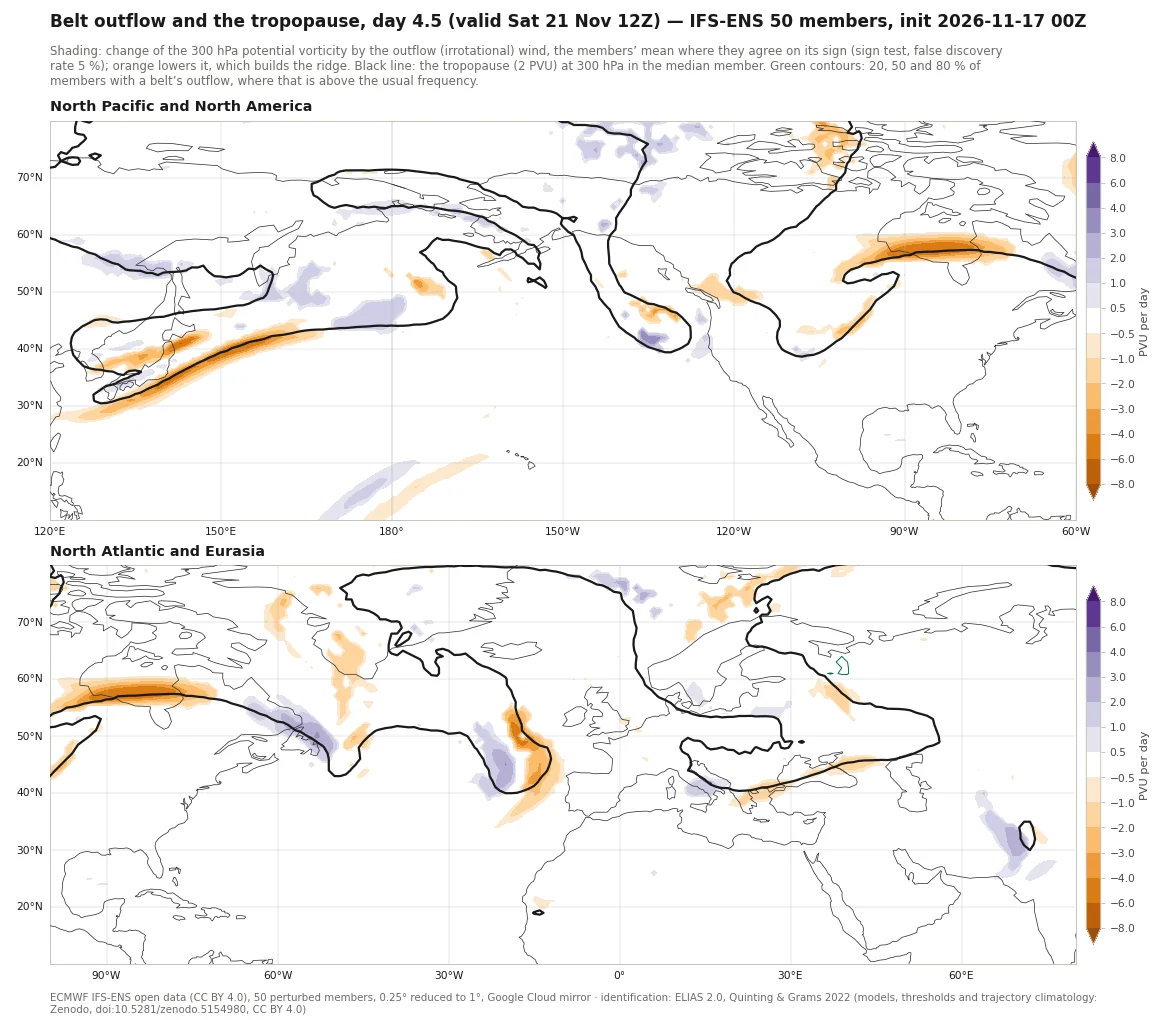 Belt outflow and the tropopause, day 4.5 (valid Sat 21 Nov 12Z) — IFS-ENS 50 members, init 2026-11-17 00Z
Shading: change of the 300 hPa potential vorticity by the outflow (irrotational) wind, the members’ mean where they agree on its sign (sign test, false discovery
rate 5 %); orange lowers it, which builds the ridge. Black line: the tropopause (2 PVU) at 300 hPa in the median member. Green contours: 20, 50 and 80 % of
members with a belt’s outflow, where that is above the usual frequency.
North Pacific and North America
70°N
60°N
50°N
40°N
30°N
20°N
120°E 150°E 180° 150°W 120°W 90°W 60°W
8.0
6.0
4.0
3.0
2.0
1.0
0.5
−0.5
−1.0
−2.0
−3.0
−4.0
−6.0
−8.0
PVU per day
North Atlantic and Eurasia
70°N
60°N
50°N
40°N
30°N
20°N
90°W 60°W 30°W 0° 30°E 60°E
8.0
6.0
4.0
3.0
2.0
1.0
0.5
−0.5
−1.0
−2.0
−3.0
−4.0
−6.0
−8.0
PVU per day
ECMWF IFS-ENS open data (CC BY 4.0), 50 perturbed members, 0.25° reduced to 1°, Google Cloud mirror · identification: ELIAS 2.0, Quinting & Grams 2022 (models, thresholds and trajectory climatology:
Zenodo, doi:10.5281/zenodo.5154980, CC BY 4.0)